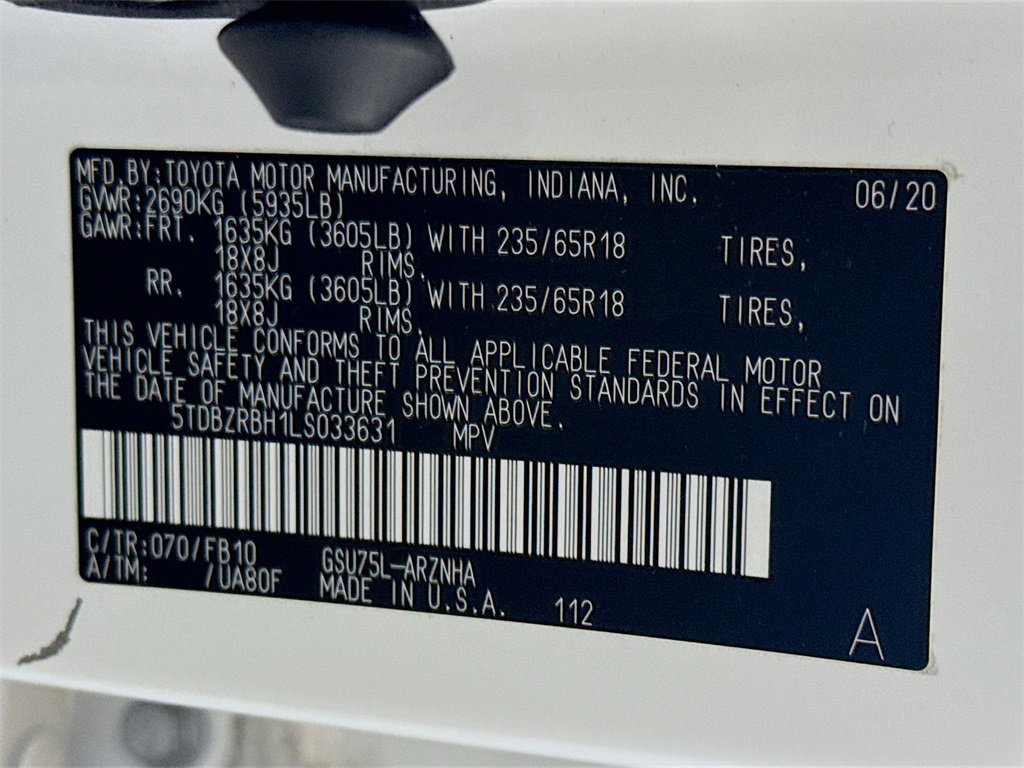 MFD. BY: TOYOTA MOTOR MANUFACTURING, INDIANA, INC. 06/20
GVWR: 2690KG (5935LB)
GAWR: FRT. 1635KG (3605LB) WITH 235/65R18 TIRES,
18X8J RIMS,
RR. 1635KG (3605LB) WITH 235/65R18 TIRES,
18X8J RIMS,
THIS VEHICLE CONFORMS TO ALL APPLICABLE FEDERAL MOTOR
VEHICLE SAFETY AND THEFT PREVENTION STANDARDS IN EFFECT ON
THE DATE OF MANUFACTURE SHOWN ABOVE.
5TDBZRBH1LS033631 MPV
C/TR: 070/FB10 GSU75L-ARZNHA
A/TM: /UA80F MADE IN U.S.A. 112
A